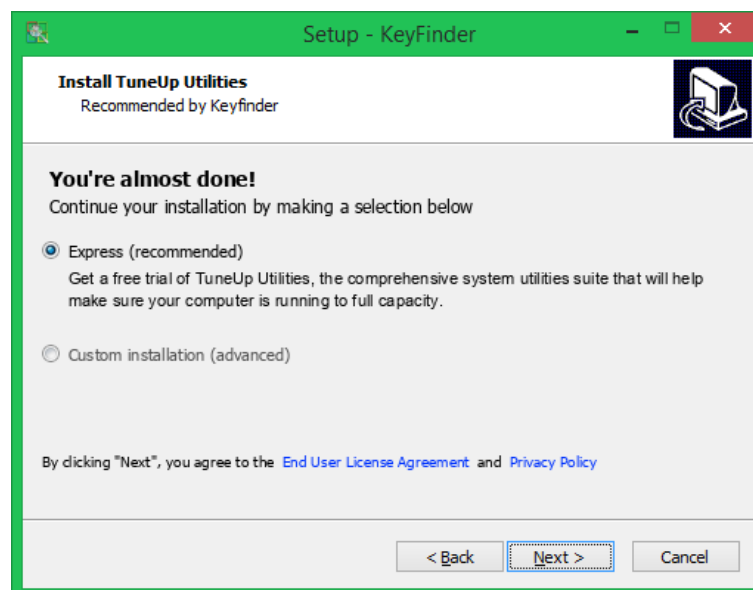 Setup - KeyFinder
Install TuneUp Utilities
Recommended by Keyfinder
You're almost done!
Continue your installation by making a selection below
Express (recommended)
Get a free trial of TuneUp Utilities, the comprehensive system utilities suite that will help
make sure your computer is running to full capacity.
Custom installation (advanced)
By clicking "Next", you agree to the End User License Agreement and Privacy Policy
< Back Next > Cancel